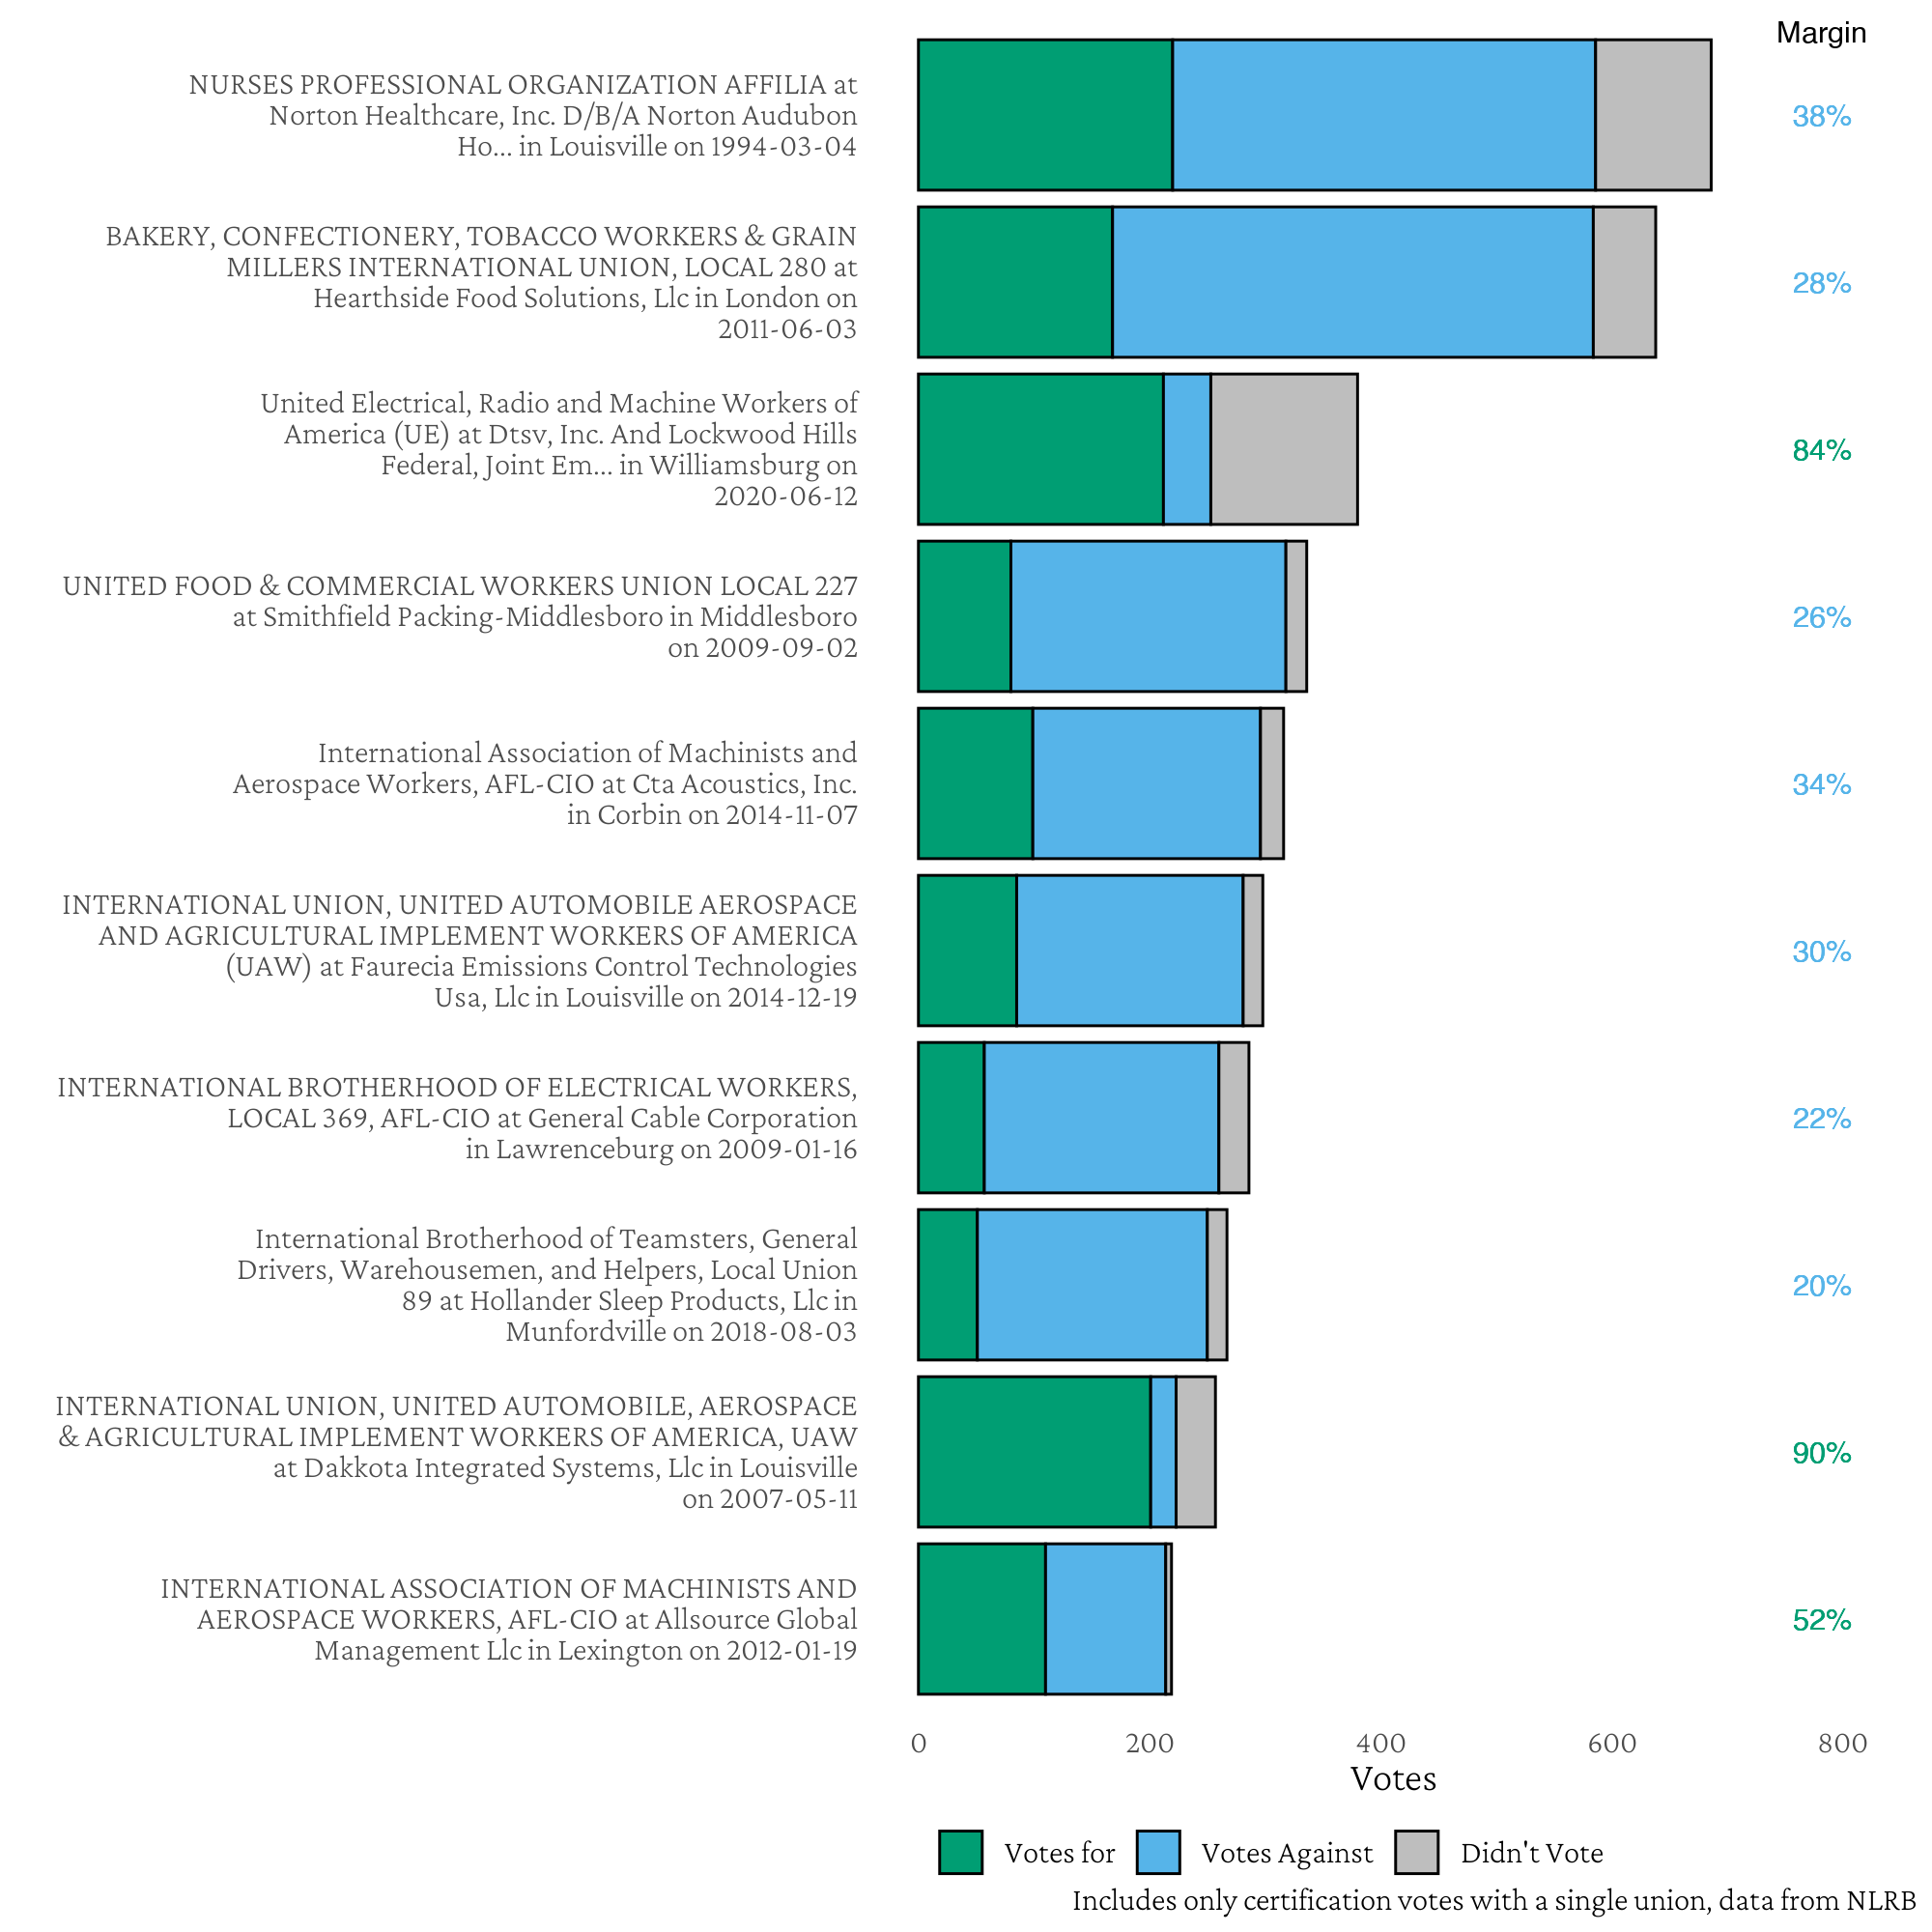 Margin
NURSES PROFESSIONAL ORGANIZATION AFFILIA at
Norton Healthcare, Inc. D/B/A Norton Audubon
Ho... in Louisville on 1994-03-04
38%
BAKERY, CONFECTIONERY, TOBACCO WORKERS & GRAIN
MILLERS INTERNATIONAL UNION, LOCAL 280 at
Hearthside Food Solutions, Llc in London on
2011-06-03
28%
United Electrical, Radio and Machine Workers of
America (UE) at Dtsv, Inc. And Lockwood Hills
Federal, Joint Em... in Williamsburg on
2020-06-12
84%
UNITED FOOD & COMMERCIAL WORKERS UNION LOCAL 227
at Smithfield Packing-Middlesboro in Middlesboro
on 2009-09-02
26%
International Association of Machinists and
Aerospace Workers, AFL-CIO at Cta Acoustics, Inc.
in Corbin on 2014-11-07
34%
INTERNATIONAL UNION, UNITED AUTOMOBILE AEROSPACE
AND AGRICULTURAL IMPLEMENT WORKERS OF AMERICA
(UAW) at Faurecia Emissions Control Technologies
Usa, Llc in Louisville on 2014-12-19
30%
INTERNATIONAL BROTHERHOOD OF ELECTRICAL WORKERS,
LOCAL 369, AFL-CIO at General Cable Corporation
in Lawrenceburg on 2009-01-16
22%
International Brotherhood of Teamsters, General
Drivers, Warehousemen, and Helpers, Local Union
89 at Hollander Sleep Products, Llc in
Munfordville on 2018-08-03
20%
INTERNATIONAL UNION, UNITED AUTOMOBILE, AEROSPACE
& AGRICULTURAL IMPLEMENT WORKERS OF AMERICA, UAW
at Dakkota Integrated Systems, Llc in Louisville
on 2007-05-11
90%
INTERNATIONAL ASSOCIATION OF MACHINISTS AND
AEROSPACE WORKERS, AFL-CIO at Allsource Global
Management Llc in Lexington on 2012-01-19
52%
0 200 400 600 800
Votes
Votes for Votes Against Didn't Vote
Includes only certification votes with a single union, data from NLRB